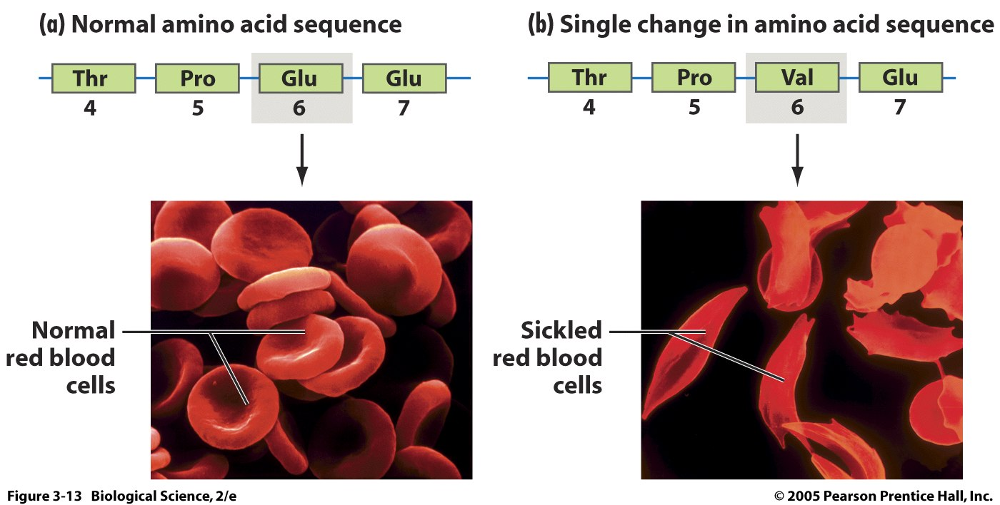 (a) Normal amino acid sequence
Thr Pro Glu Glu
4 5 6 7
Normal
red blood
cells
(b) Single change in amino acid sequence
Thr Pro Val Glu
4 5 6 7
Sickled
red blood
cells
Figure 3-13 Biological Science, 2/e
© 2005 Pearson Prentice Hall, Inc.